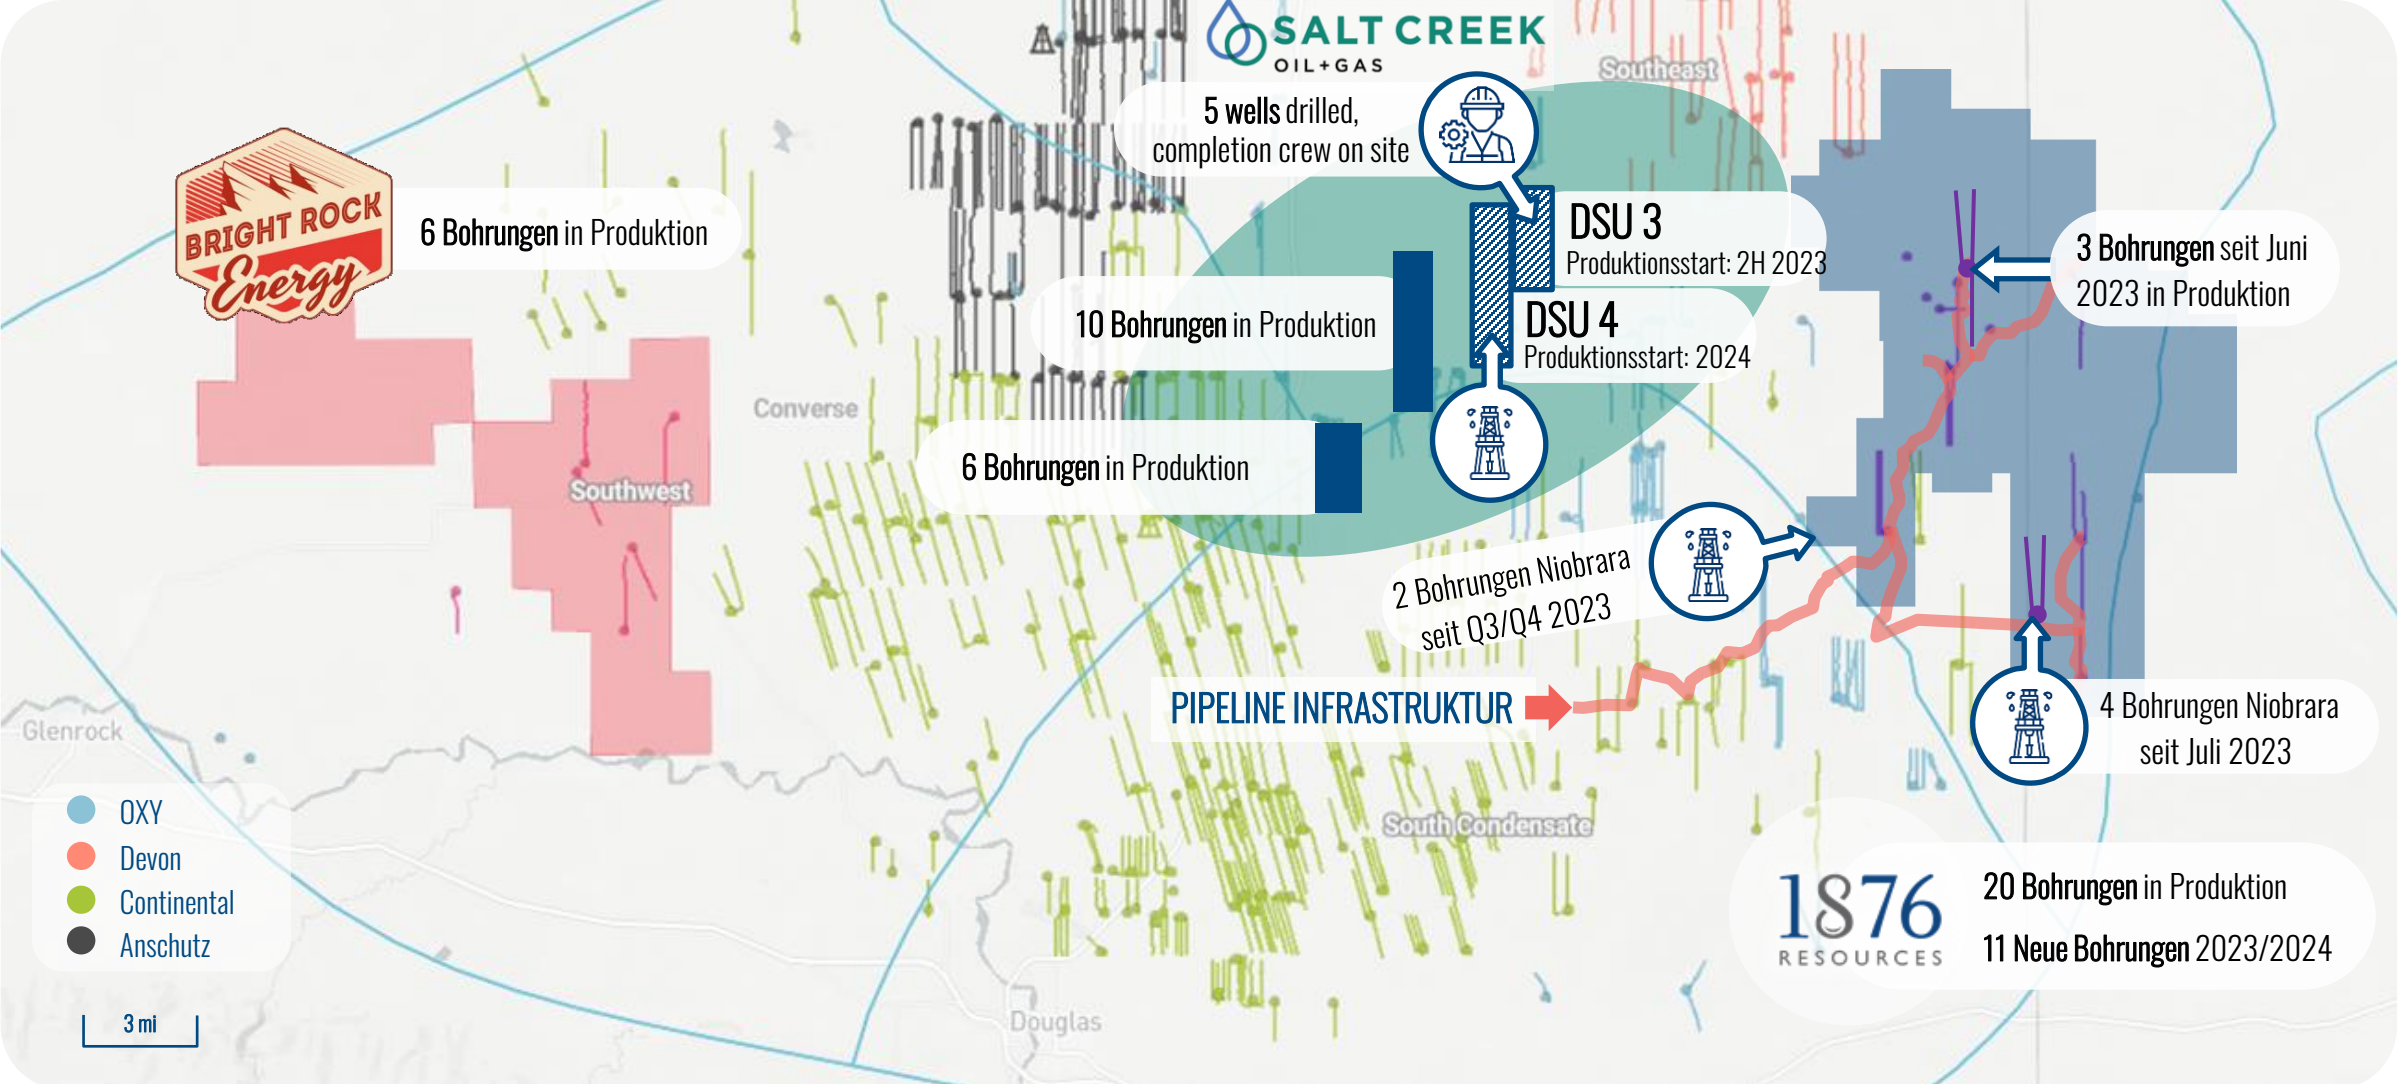 SALT CREEK
OIL+GAS
Southeast
5 wells drilled,
completion crew on site
BRIGHT ROCK
Energy
6 Bohrungen in Produktion
DSU 3
Produktionsstart: 2H 2023
3 Bohrungen seit Juni
2023 in Produktion
10 Bohrungen in Produktion
DSU 4
Produktionsstart: 2024
Converse
6 Bohrungen in Produktion
Southwest
2 Bohrungen Niobrara
seit Q3/Q4 2023
PIPELINE INFRASTRUKTUR
4 Bohrungen Niobrara
seit Juli 2023
Glenrock
OXY
Devon
Continental
Anschutz
South Condensate
1876
RESOURCES
20 Bohrungen in Produktion
11 Neue Bohrungen 2023/2024
3 mi
Douglas